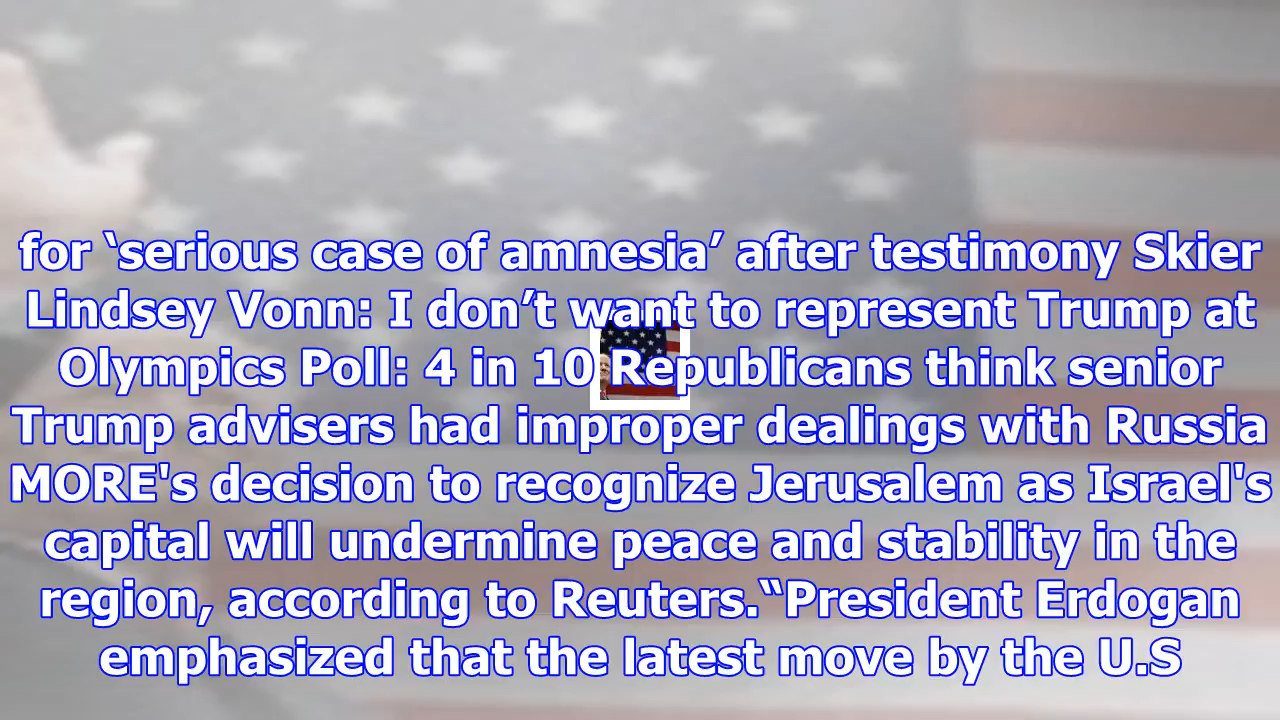 for ‘serious case of amnesia’ after testimony Skier
Lindsey Vonn: I don’t want to represent Trump at
Olympics Poll: 4 in 10 Republicans think senior
Trump advisers had improper dealings with Russia
MORE's decision to recognize Jerusalem as Israel's
capital will undermine peace and stability in the
region, according to Reuters.“President Erdogan
emphasized that the latest move by the U.S